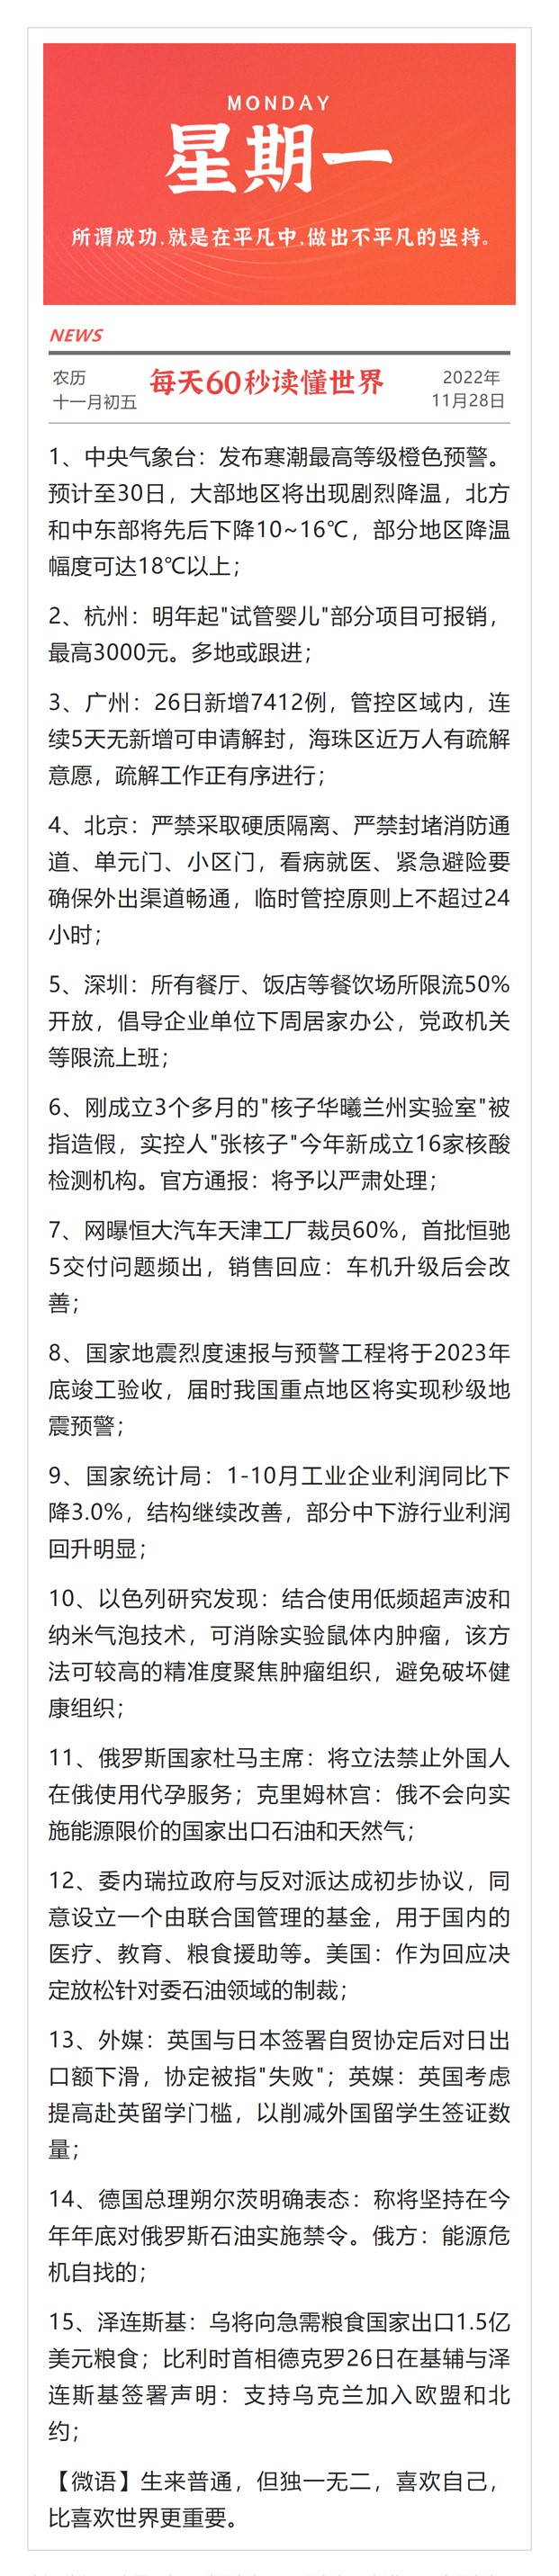 MONDAY
星期一
所谓成功,就是在平凡中,做出不平凡的坚持。
NEWS
农历
十一月初五
每天60秒读懂世界
2022年
11月28日
1、中央气象台：发布寒潮最高等级橙色预警。
预计至30日，大部地区将出现剧烈降温，北方
和中东部将先后下降10~16℃，部分地区降温
幅度可达18℃以上；
2、杭州：明年起"试管婴儿"部分项目可报销，
最高3000元。多地或跟进；
3、广州：26日新增7412例，管控区域内，连
续5天无新增可申请解封，海珠区近万人有疏解
意愿，疏解工作正有序进行；
4、北京：严禁采取硬质隔离、严禁封堵消防通
道、单元门、小区门，看病就医、紧急避险要
确保外出渠道畅通，临时管控原则上不超过24
小时；
5、深圳：所有餐厅、饭店等餐饮场所限流50%
开放，倡导企业单位下周居家办公，党政机关
等限流上班；
6、刚成立3个多月的"核子华曦兰州实验室"被
指造假，实控人"张核子"今年新成立16家核酸
检测机构。官方通报：将予以严肃处理；
7、网曝恒大汽车天津工厂裁员60%，首批恒驰
5交付问题频出，销售回应：车机升级后会改
善；
8、国家地震烈度速报与预警工程将于2023年
底竣工验收，届时我国重点地区将实现秒级地
震预警；
9、国家统计局：1-10月工业企业利润同比下
降3.0%，结构继续改善，部分中下游行业利润
回升明显；
10、以色列研究发现：结合使用低频超声波和
纳米气泡技术，可消除实验鼠体内肿瘤，该方
法可较高的精准度聚焦肿瘤组织，避免破坏健
康组织；
11、俄罗斯国家杜马主席：将立法禁止外国人
在俄使用代孕服务；克里姆林宫：俄不会向实
施能源限价的国家出口石油和天然气；
12、委内瑞拉政府与反对派达成初步协议，同
意设立一个由联合国管理的基金，用于国内的
医疗、教育、粮食援助等。美国：作为回应决
定放松针对委石油领域的制裁；
13、外媒：英国与日本签署自贸协定后对日出
口额下滑，协定被指"失败"；英媒：英国考虑
提高赴英留学门槛，以削减外国留学生签证数
量；
14、德国总理朔尔茨明确表态：称将坚持在今
年年底对俄罗斯石油实施禁令。俄方：能源危
机自找的；
15、泽连斯基：乌将向急需粮食国家出口1.5亿
美元粮食；比利时首相德克罗26日在基辅与泽
连斯基签署声明：支持乌克兰加入欧盟和北
约；
【微语】生来普通，但独一无二，喜欢自己，
比喜欢世界更重要。